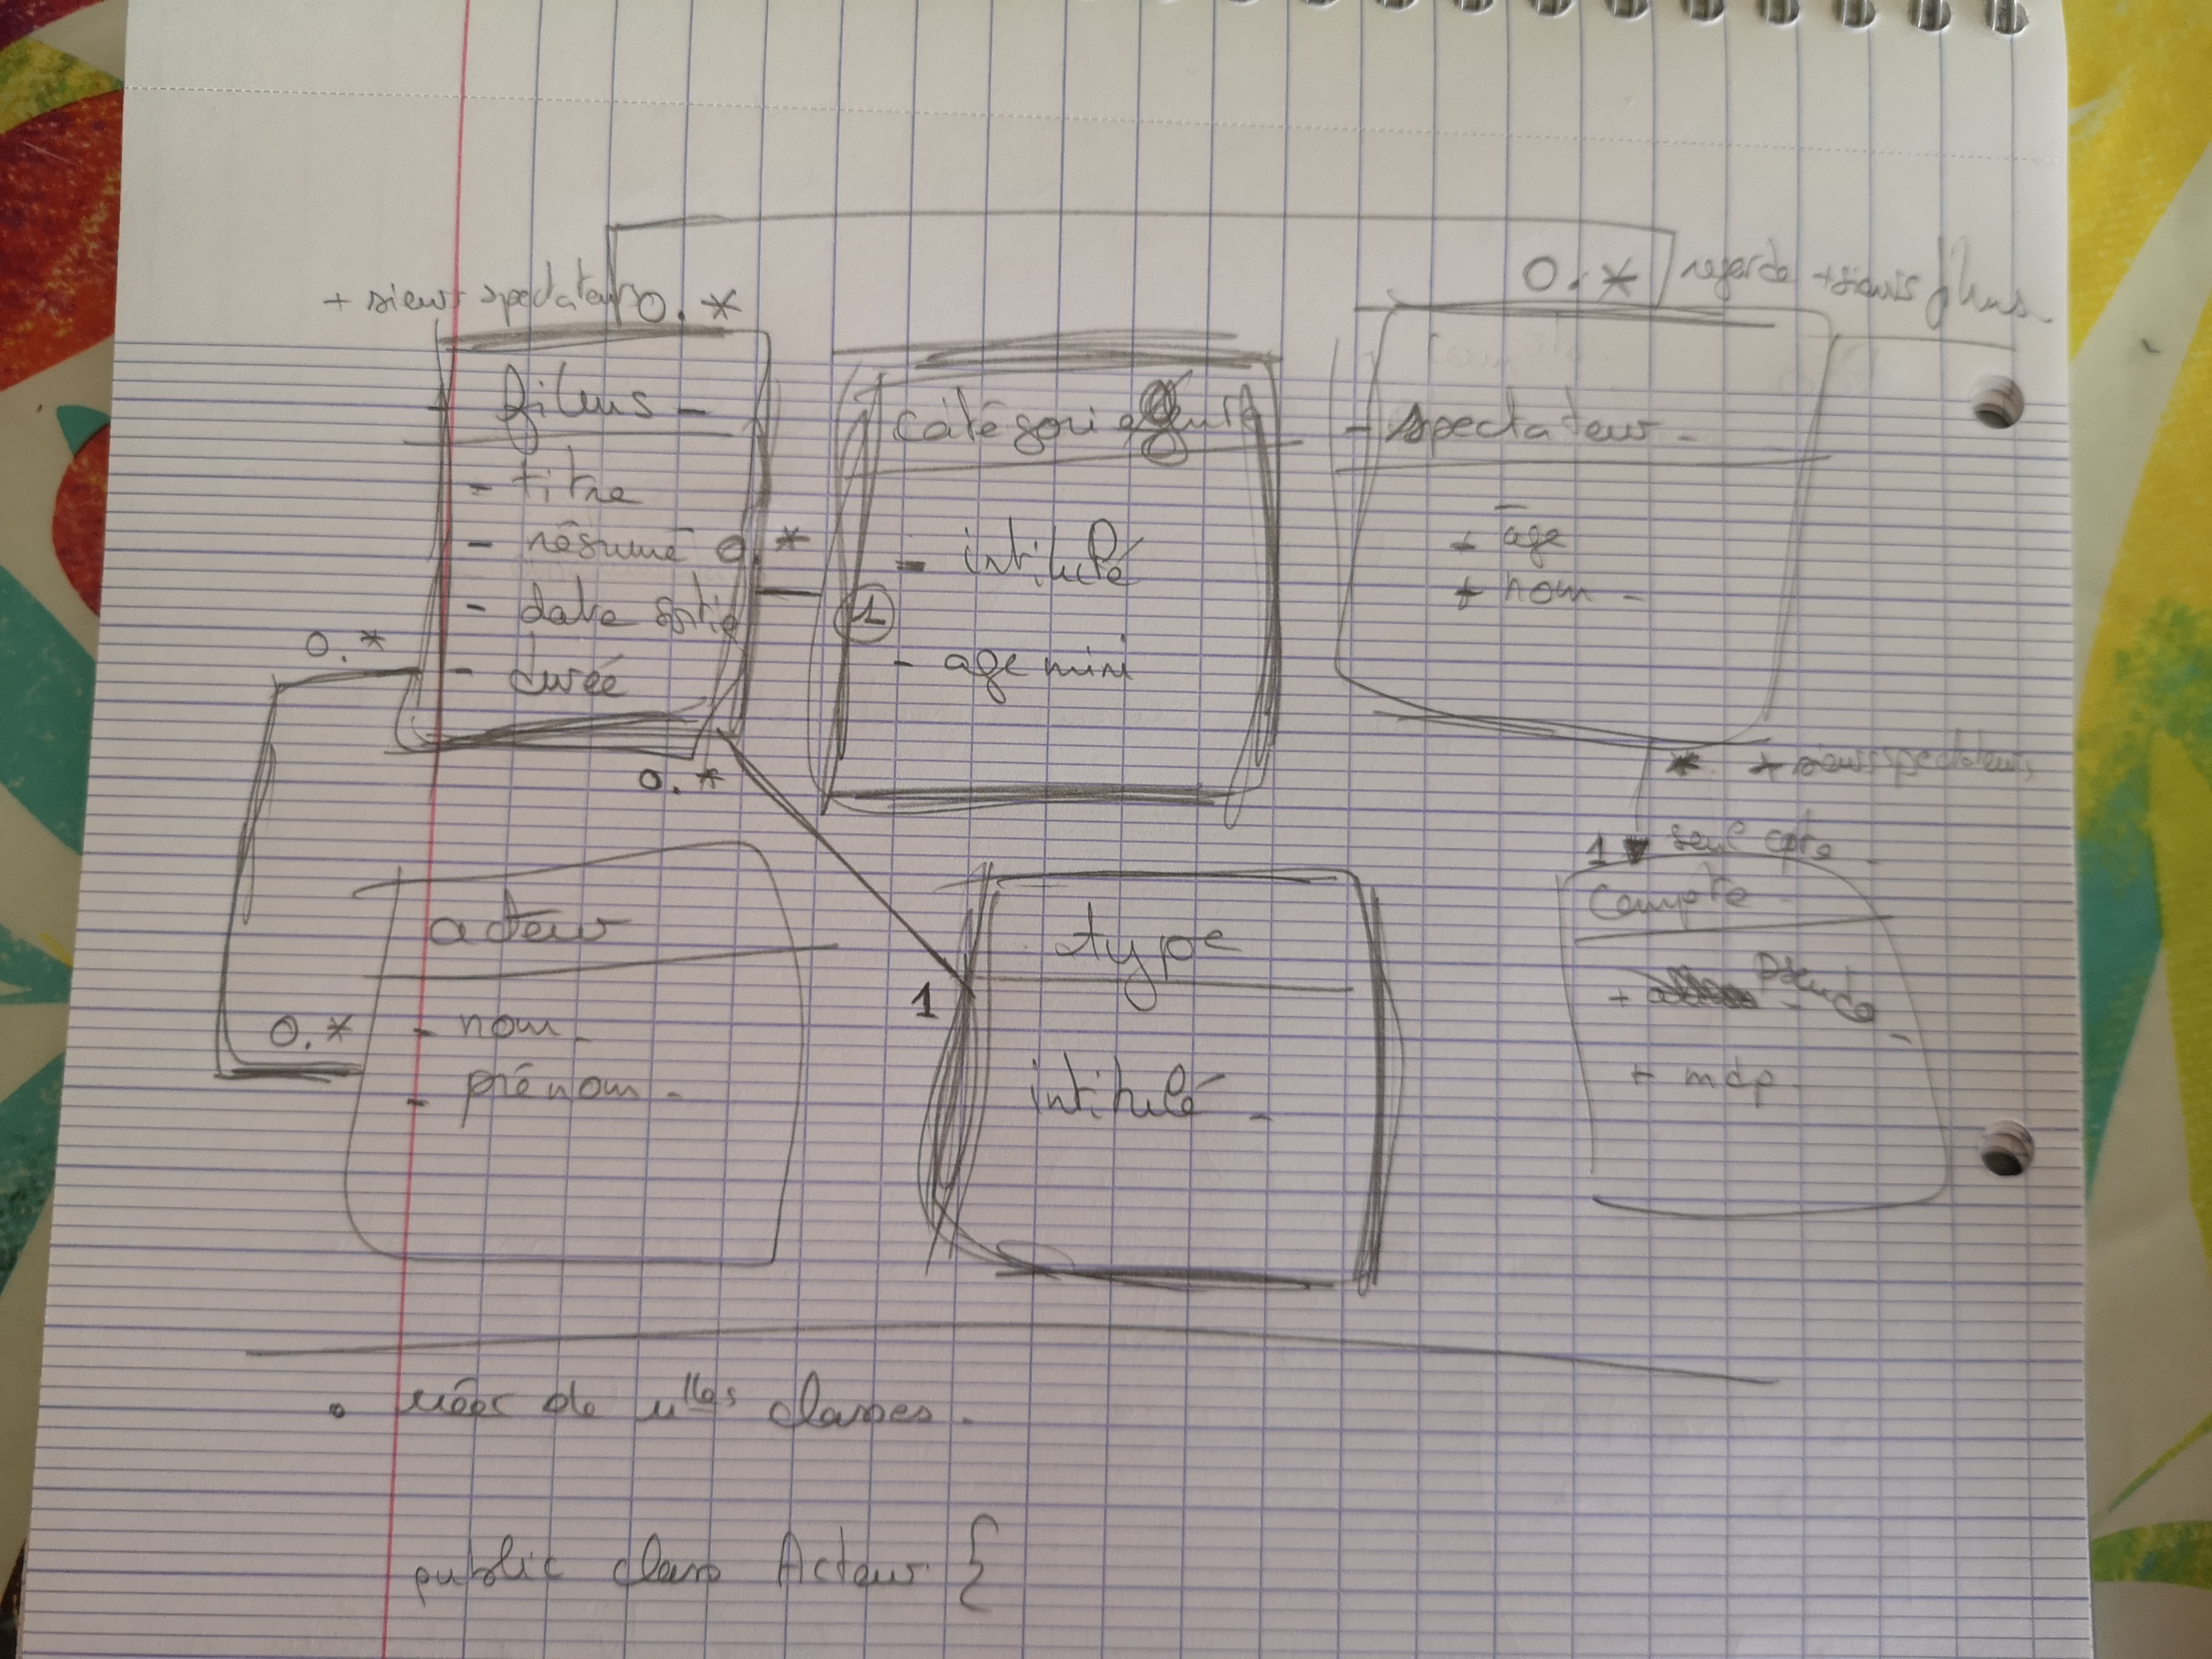 0.* regarde +sieurs films
+ sieurs spectateurs 0.*
films -
- titre
- résumé 0.*
- date sortie
- durée
0.*
0.*
catégorie
- intitulé
1
- age mini
- spectateur -
+ age
+ nom -
* + sieurs spectateurs
1 seul cpte
Compte
+ Pseudo -
+ mdp
acteur
- nom -
0.*
- prénom -
type
1
intitulé -
• de nlles classes.
public class Acteur {